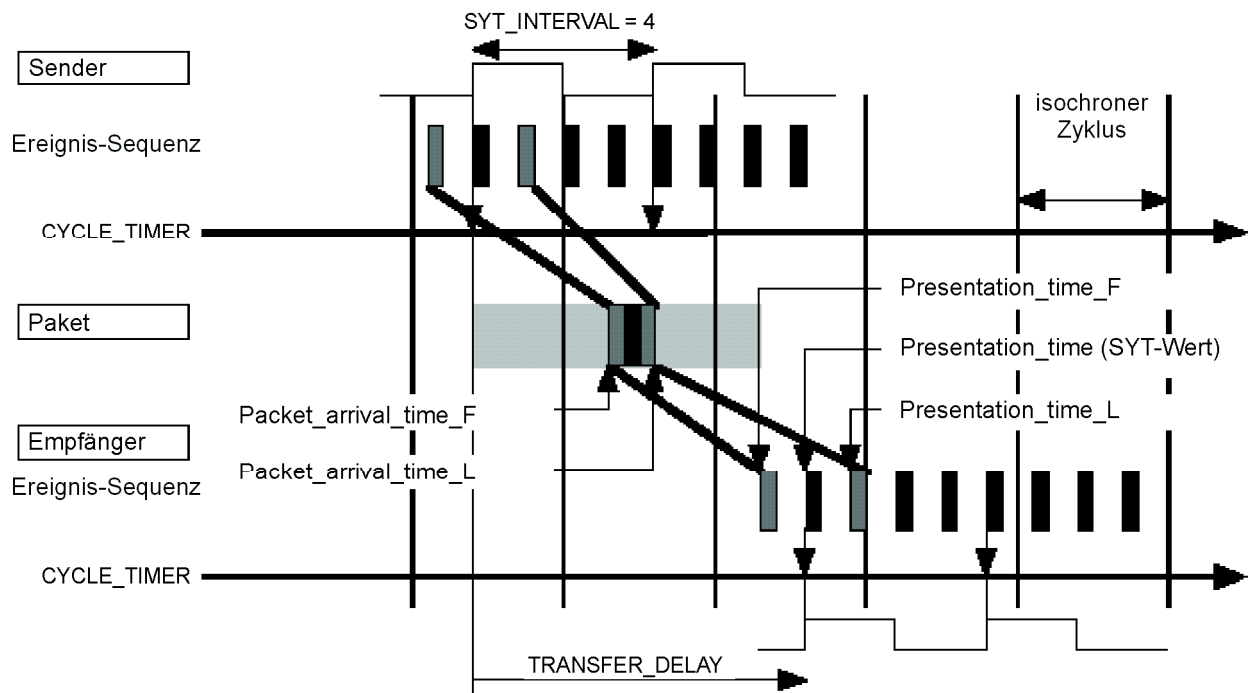 SYT_INTERVAL = 4
Sender
isochroner
Zyklus
Ereignis-Sequenz
CYCLE_TIMER
Presentation_time_F
Paket
Presentation_time (SYT-Wert)
Packet_arrival_time_F
Presentation_time_L
Empfänger
Packet_arrival_time_L
Ereignis-Sequenz
CYCLE_TIMER
TRANSFER_DELAY